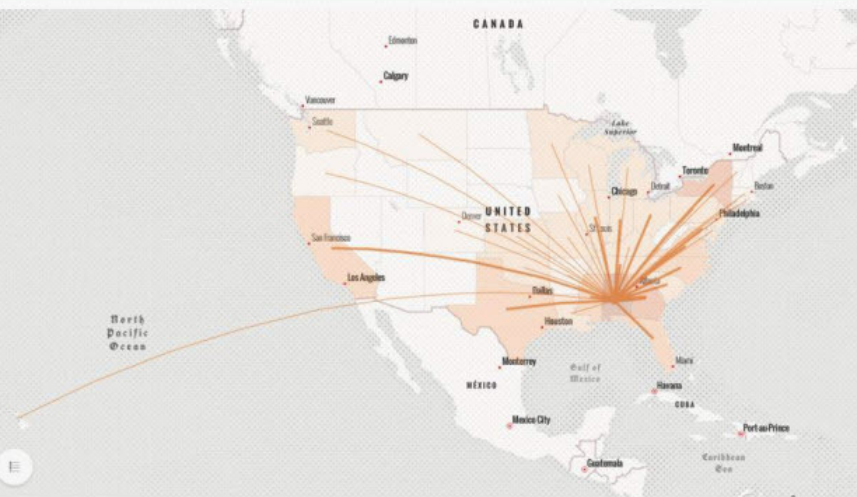 CANADA
Edmonton
Calgary
Vancouver
Seattle
Lake
Superior
Montreal
Toronto
Chicago
Detroit
Boston
Denver
UNITED
STATES
St Louis
Philadelphia
San Francisco
Los Angeles
Dallas
Atlanta
Houston
North
Pacific
Ocean
Monterrey
Gulf of
Mexico
Miami
MÉXICO
Havana
CUBA
Mexico City
Port-au-Prince
Guatemala
Caribbean
Sea